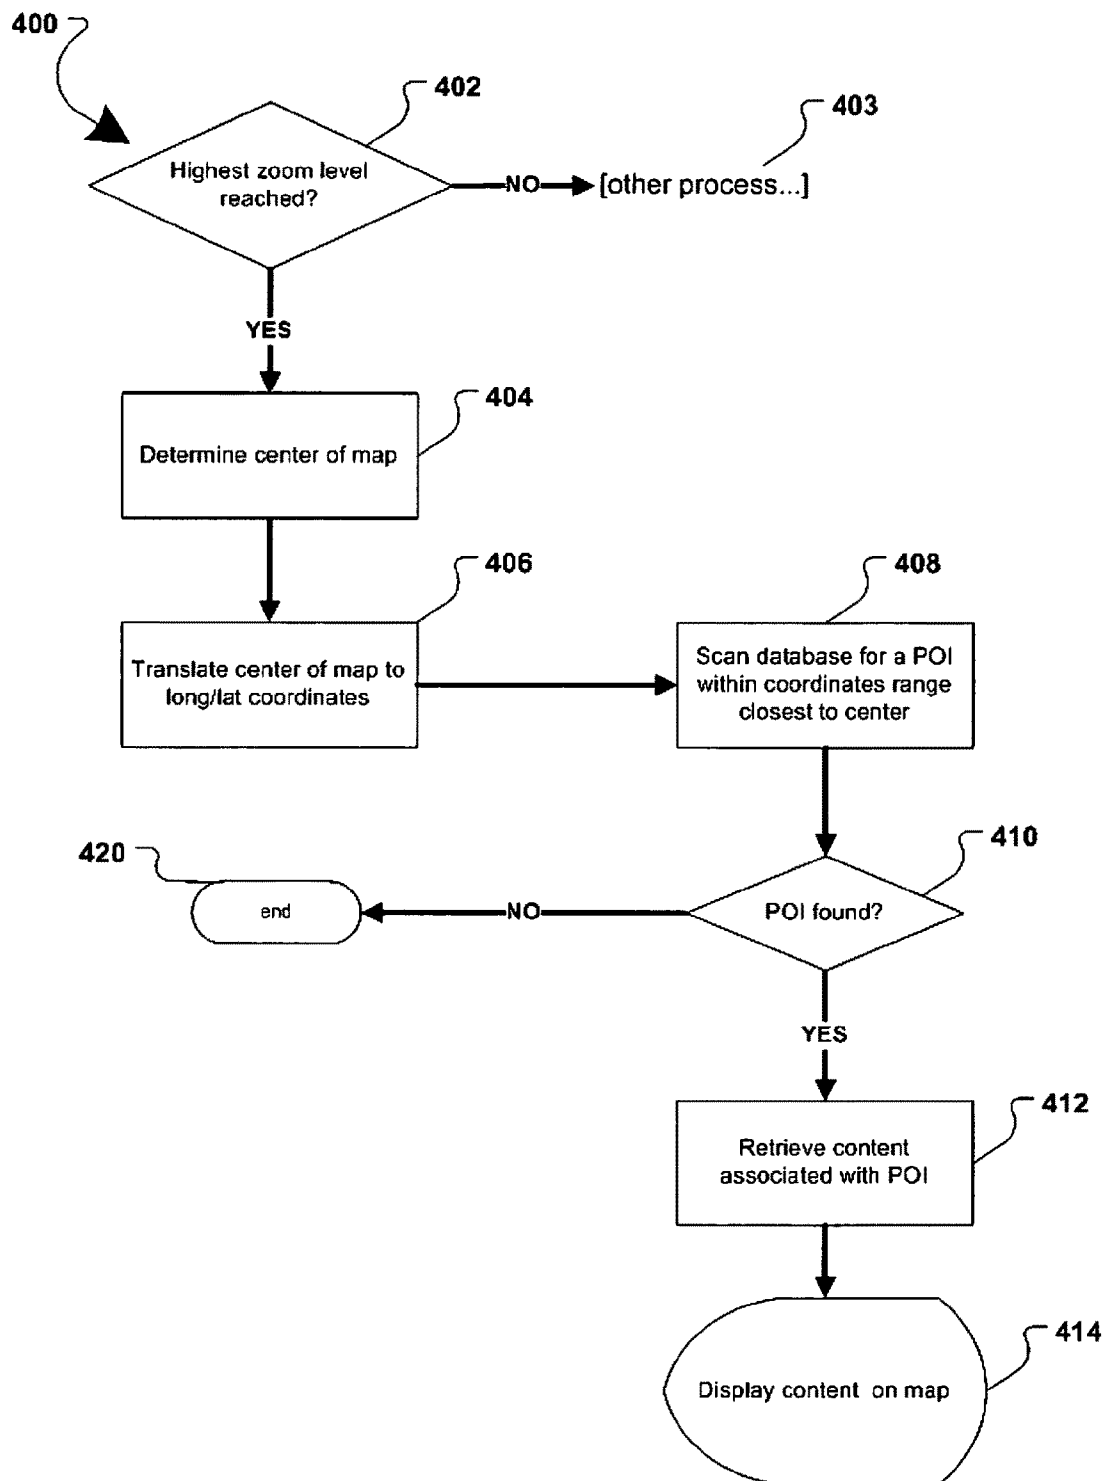 400
402
Highest zoom level
reached?
403
NO
[other process...]
YES
404
Determine center of map
406
Translate center of map to
long/lat coordinates
408
Scan database for a POI
within coordinates range
closest to center
410
POI found?
NO
420
end
YES
412
Retrieve content
associated with POI
414
Display content on map